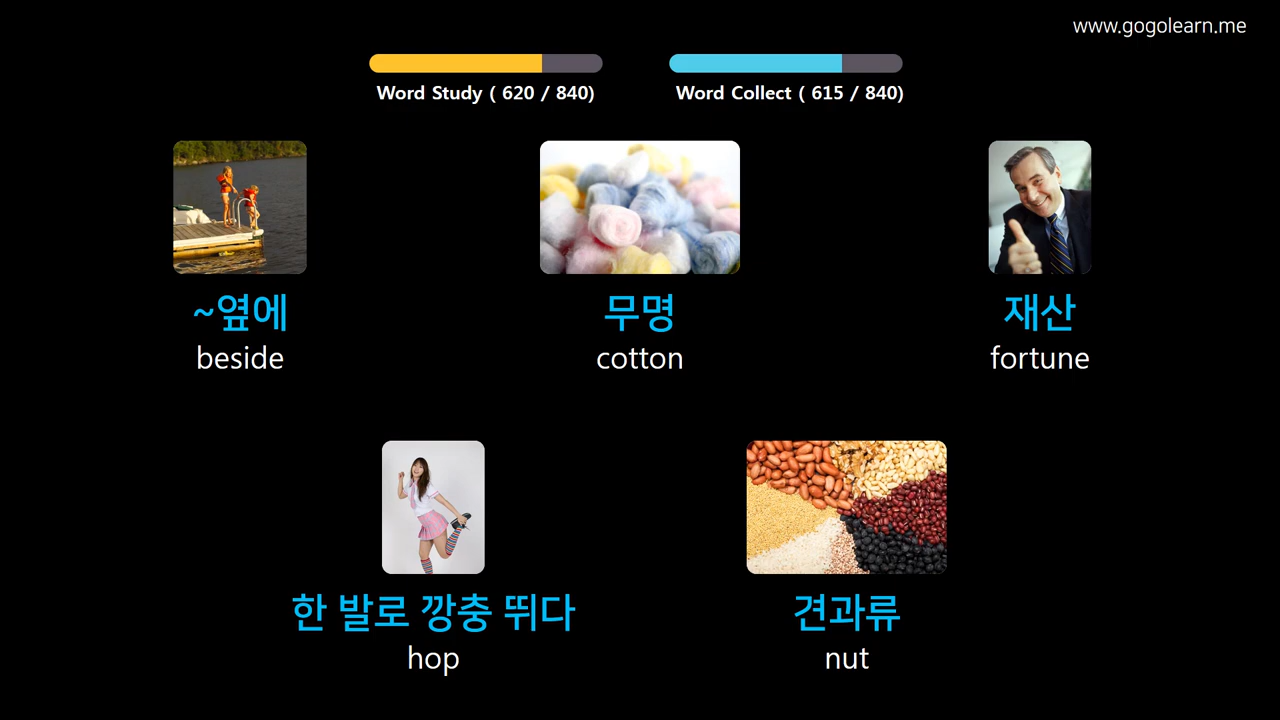 www.gogolearn.me
Word Study ( 620 / 840)
Word Collect ( 615 / 840)
~옆에
beside
무명
cotton
재산
fortune
한 발로 깡충 뛰다
hop
견과류
nut